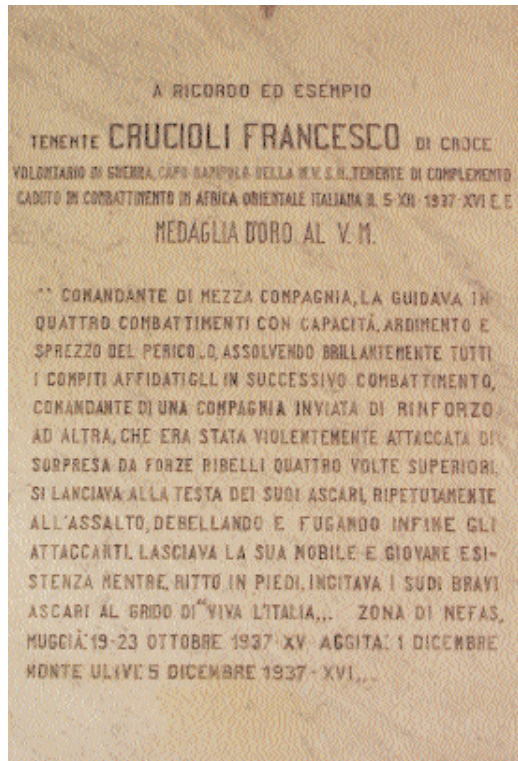 A RICORDO ED ESEMPIO
TENENTE CRUCIOLI FRANCESCO DI CROCE
VOLONTARIO DI GUERRA, CAPO MANIPOLO DELLA M.V.S.N. TENENTE DI COMPLEMENTO
CADUTO IN COMBATTIMENTO IN AFRICA ORIENTALE ITALIANA IL 5-XII-1937-XVI E.F.
MEDAGLIA D'ORO AL V. M.
“ COMANDANTE DI MEZZA COMPAGNIA, LA GUIDAVA IN
QUATTRO COMBATTIMENTI CON CAPACITÀ, ARDIMENTO E
SPREZZO DEL PERICOLO, ASSOLVENDO BRILLANTEMENTE TUTTI
I COMPITI AFFIDATIGLI. IN SUCCESSIVO COMBATTIMENTO,
COMANDANTE DI UNA COMPAGNIA INVIATA DI RINFORZO
AD ALTRA, CHE ERA STATA VIOLENTEMENTE ATTACCATA DI
SORPRESA DA FORZE RIBELLI QUATTRO VOLTE SUPERIORI,
SI LANCIAVA ALLA TESTA DEI SUOI ASCARI, RIPETUTAMENTE
ALL'ASSALTO, DEBELLANDO E FUGANDO INFINE GLI
ATTACCANTI. LASCIAVA LA SUA NOBILE E GIOVANE ESI-
STENZA MENTRE, RITTO IN PIEDI, INCITAVA I SUOI BRAVI
ASCARI AL GRIDO DI “VIVA L'ITALIA„. ZONA DI NEFAS,
MUGGIÀ: 19-23 OTTOBRE 1937-XV AGGITA: 1 DICEMBRE
MONTE ULIVE 5 DICEMBRE 1937-XVI„.